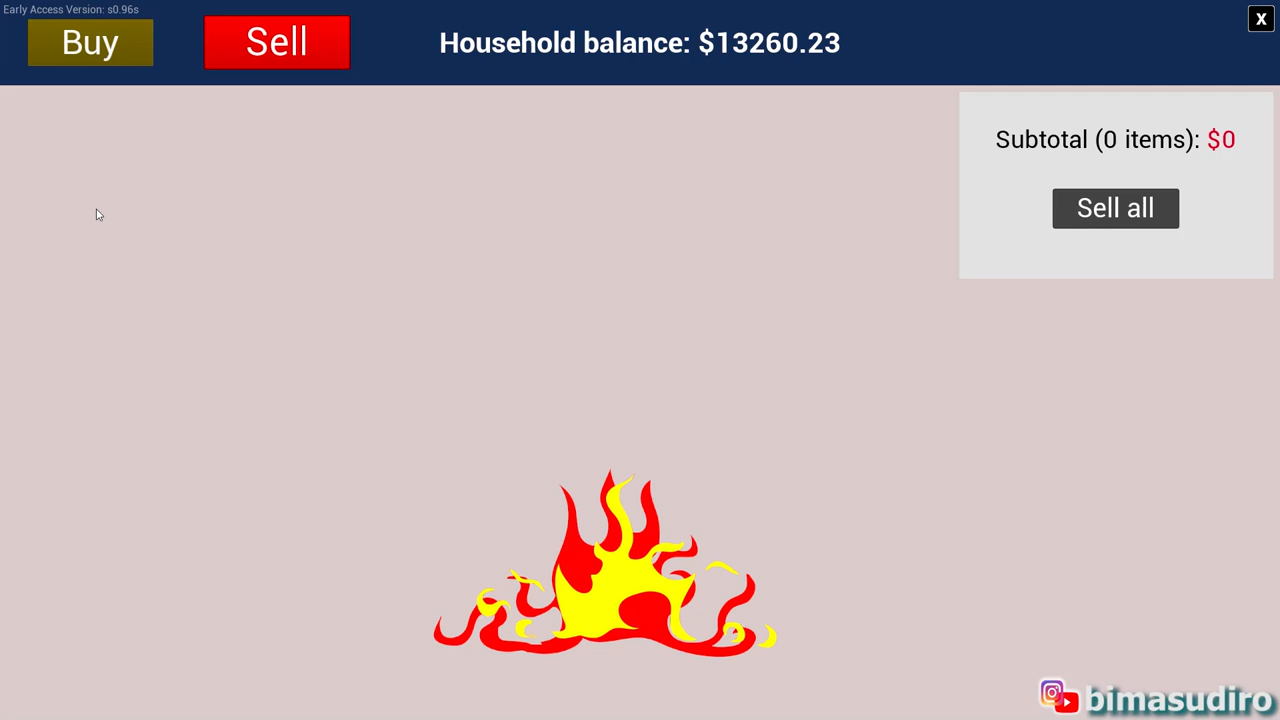 Early Access Version: s0.96s
Buy
Sell
Household balance: $13260.23
X
Subtotal (0 items): $0
Sell all
bimasudiro